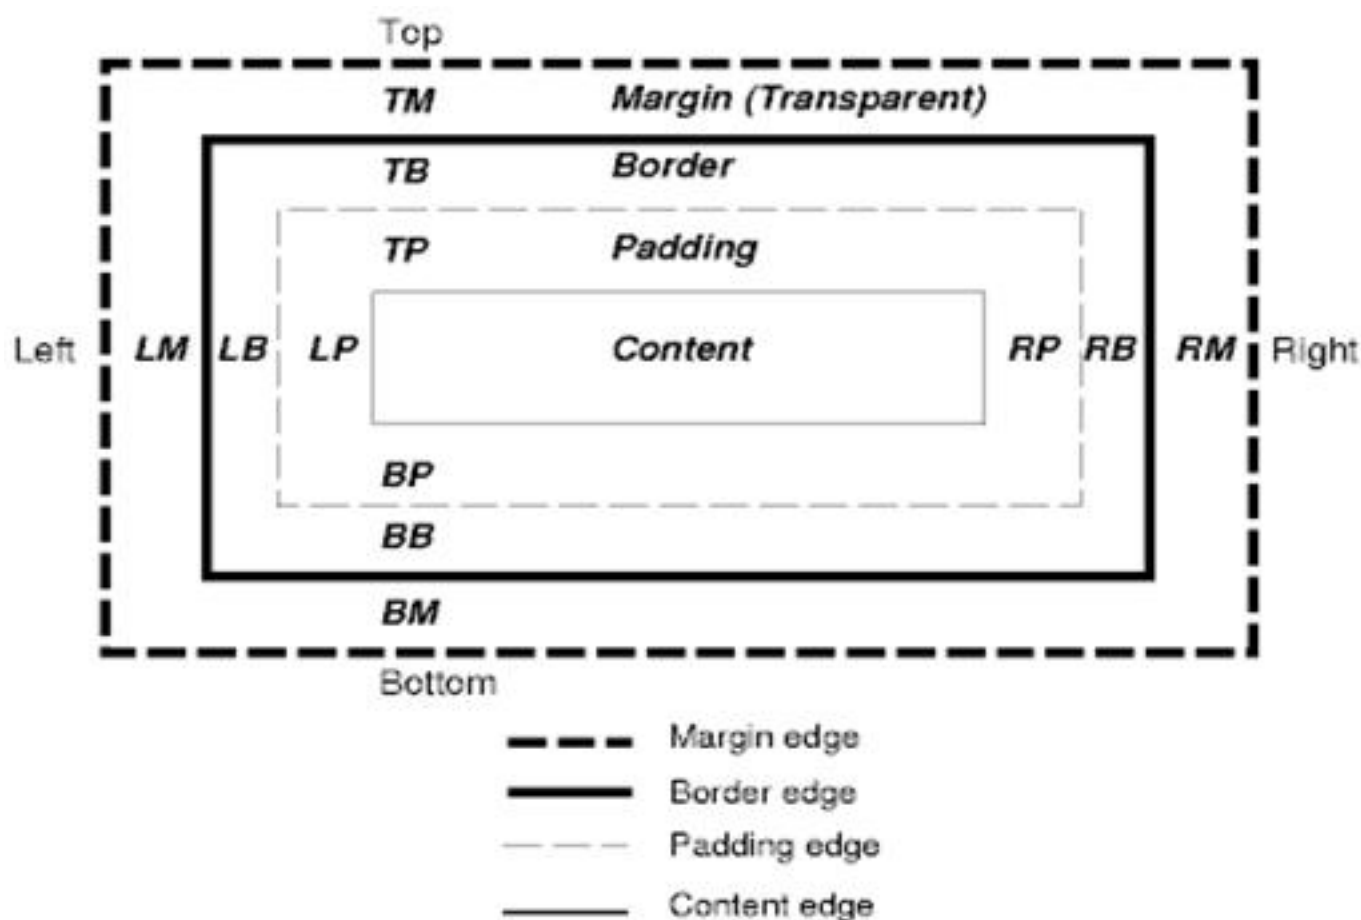 Top
TM Margin (Transparent)
TB Border
TP Padding
Left LM LB LP Content RP RB RM Right
BP
BB
BM
Bottom
Margin edge
Border edge
Padding edge
Content edge